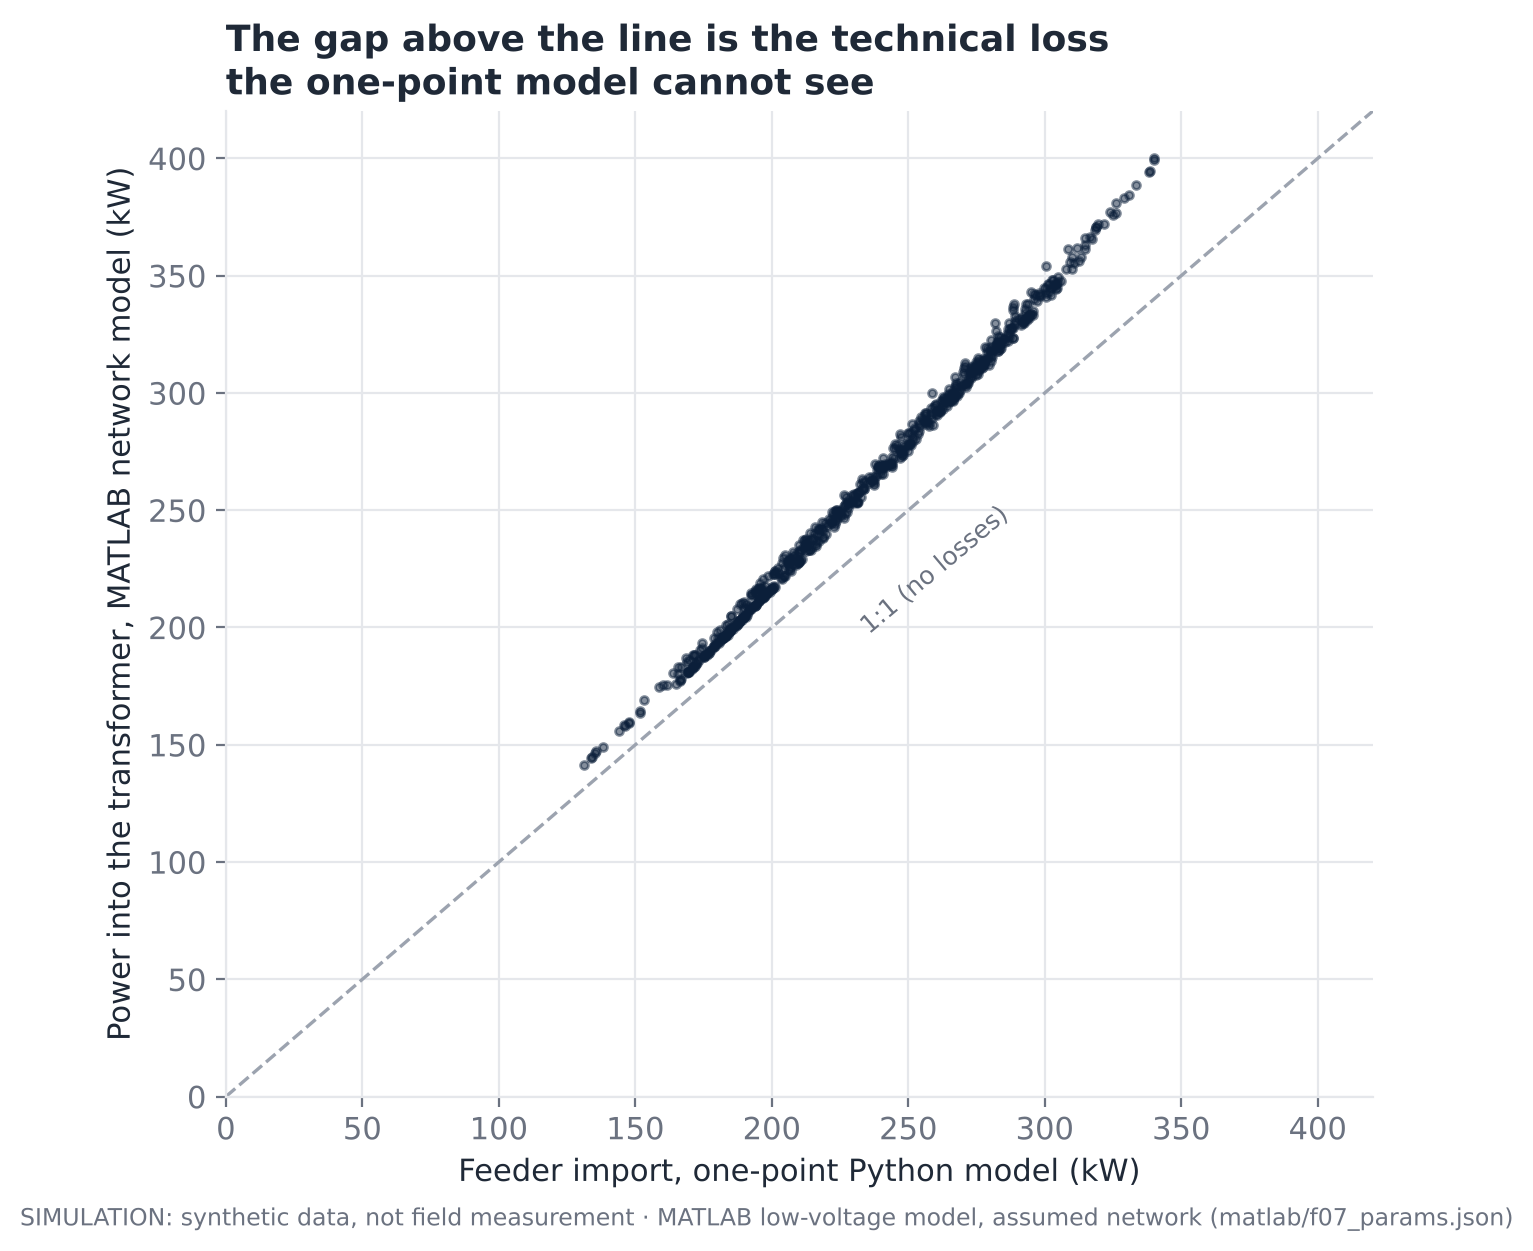 The gap above the line is the technical loss
the one-point model cannot see
Power into the transformer, MATLAB network model (kW)
400
350
300
250
200
150
100
50
0
1:1 (no losses)
0 50 100 150 200 250 300 350 400
Feeder import, one-point Python model (kW)
SIMULATION: synthetic data, not field measurement · MATLAB low-voltage model, assumed network (matlab/f07_params.json)